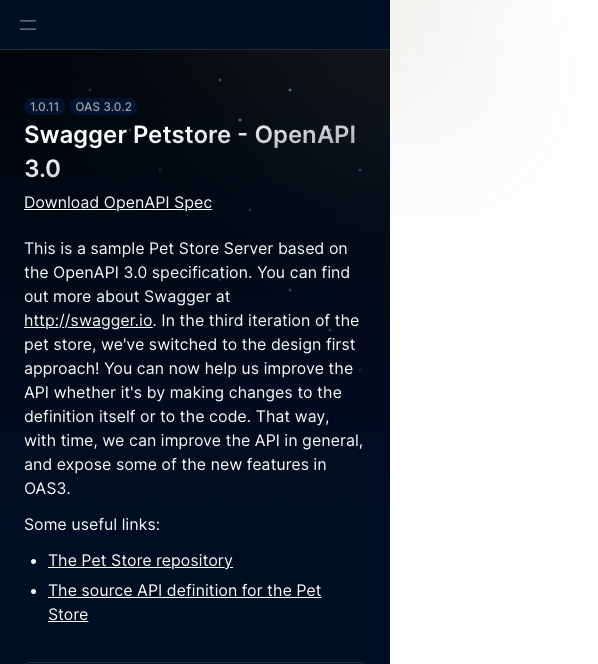 1.0.11 OAS 3.0.2
Swagger Petstore - OpenAPI
3.0
Download OpenAPI Spec
This is a sample Pet Store Server based on
the OpenAPI 3.0 specification. You can find
out more about Swagger at
http://swagger.io. In the third iteration of the
pet store, we've switched to the design first
approach! You can now help us improve the
API whether it's by making changes to the
definition itself or to the code. That way,
with time, we can improve the API in general,
and expose some of the new features in
OAS3.
Some useful links:
• The Pet Store repository
• The source API definition for the Pet
Store